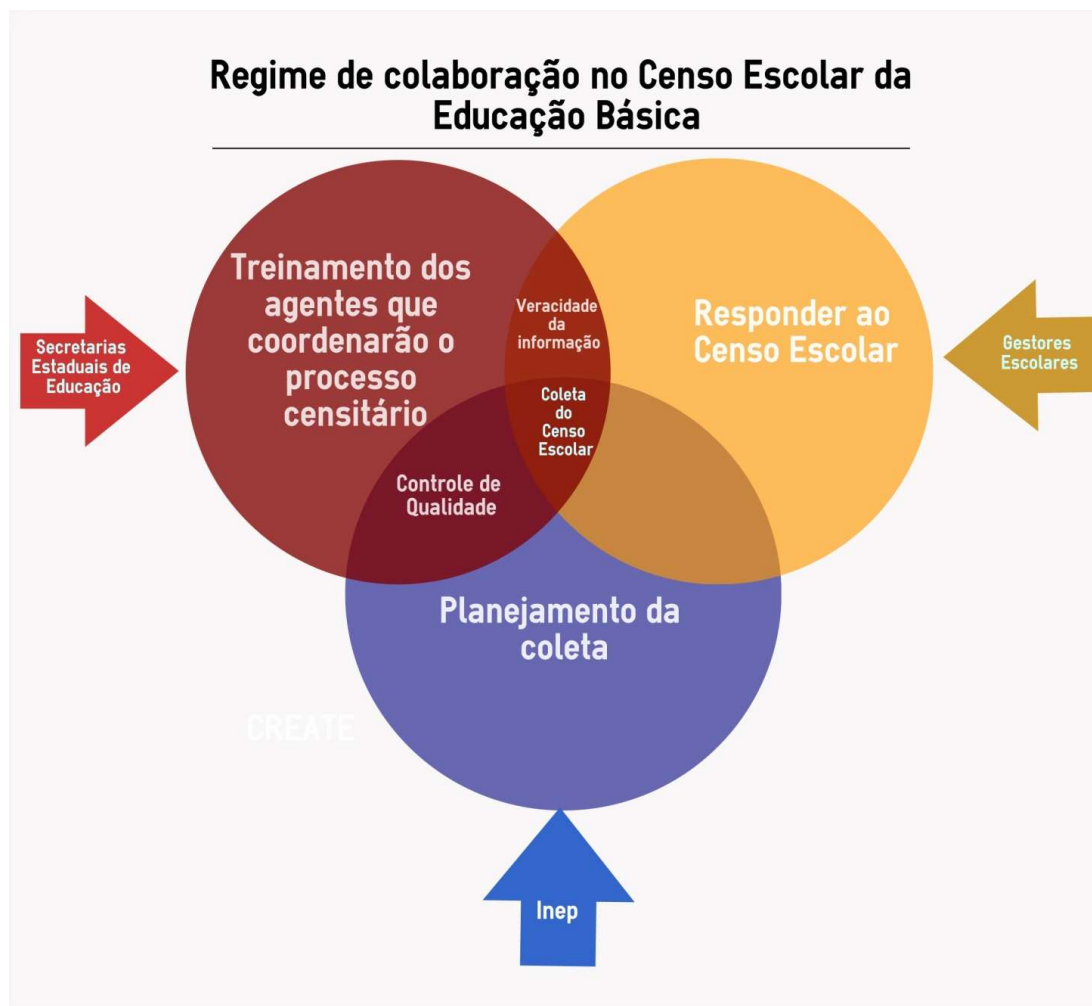 Regime de colaboração no Censo Escolar da
Educação Básica
Treinamento dos
agentes que
coordenarão o
processo
censitário
Veracidade
da
informação
Responder ao
Censo Escolar
Secretarias
Estaduais de
Educação
Gestores
Escolares
Coleta
do
Censo
Escolar
Controle de
Qualidade
Planejamento da
coleta
CREATE
Inep